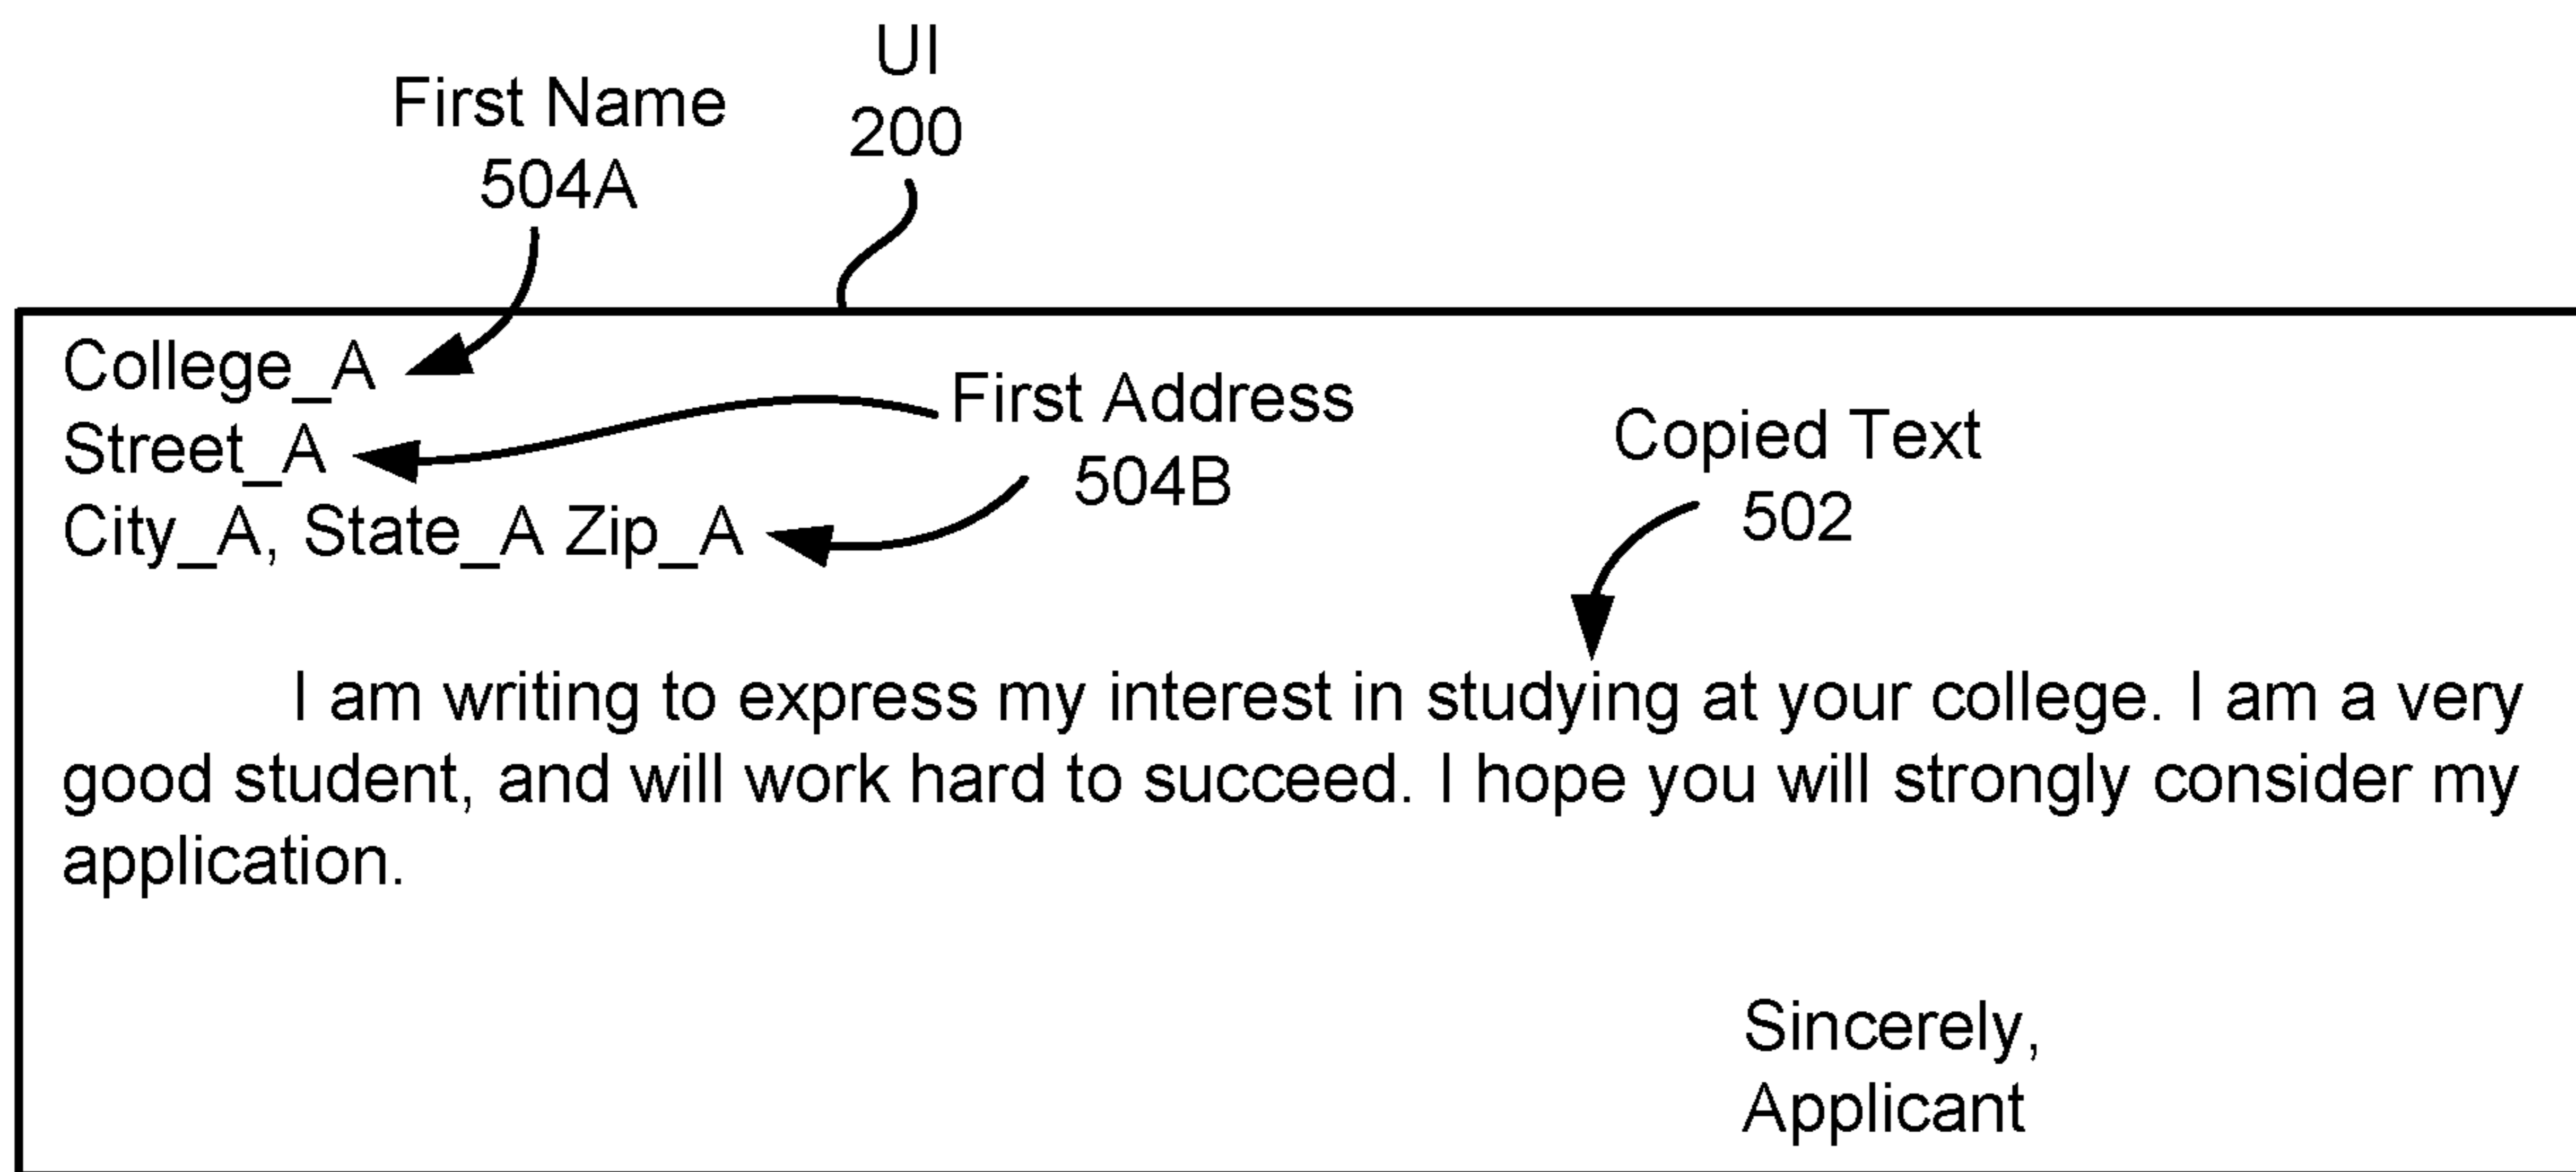 UI
200
First Name
504A
College_A
Street_A
City_A, State_A Zip_A
First Address
504B
Copied Text
502
I am writing to express my interest in studying at your college. I am a very
good student, and will work hard to succeed. I hope you will strongly consider my
application.
Sincerely,
Applicant